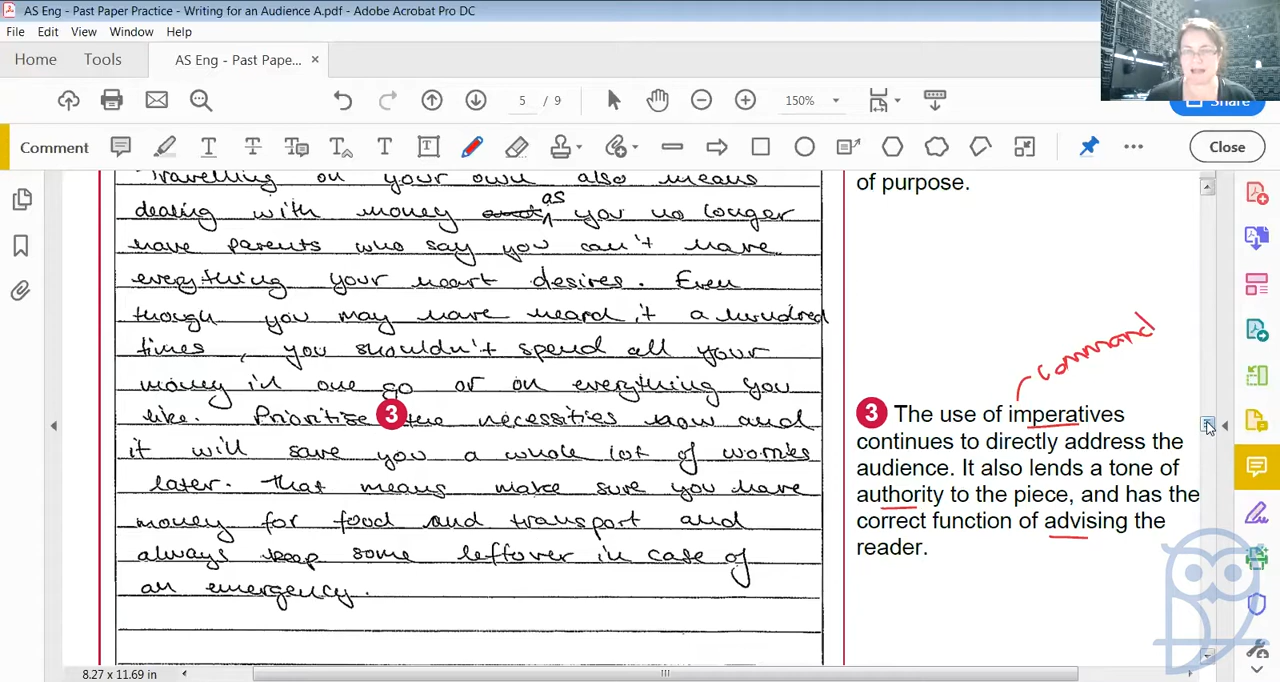 AS Eng - Past Paper Practice - Writing for an Audience A.pdf - Adobe Acrobat Pro DC
File Edit View Window Help
Home Tools AS Eng - Past Pape... ×
5 / 9 150% Share
Comment Close
Travelling on your own also means
dealing with money as you no longer
have parents who say you can't have
everything your heart desires. Even
though you may have heard it a hundred
times, you shouldn't spend all your
money in one go or on everything you
like. Prioritise 3 the necessities now and
it will save you a whole lot of worries
later. That means make sure you have
money for food and transport and
always keep some leftover in case of
an emergency.
of purpose.
command
3 The use of imperatives
continues to directly address the
audience. It also lends a tone of
authority to the piece, and has the
correct function of advising the
reader.
8.27 x 11.69 in